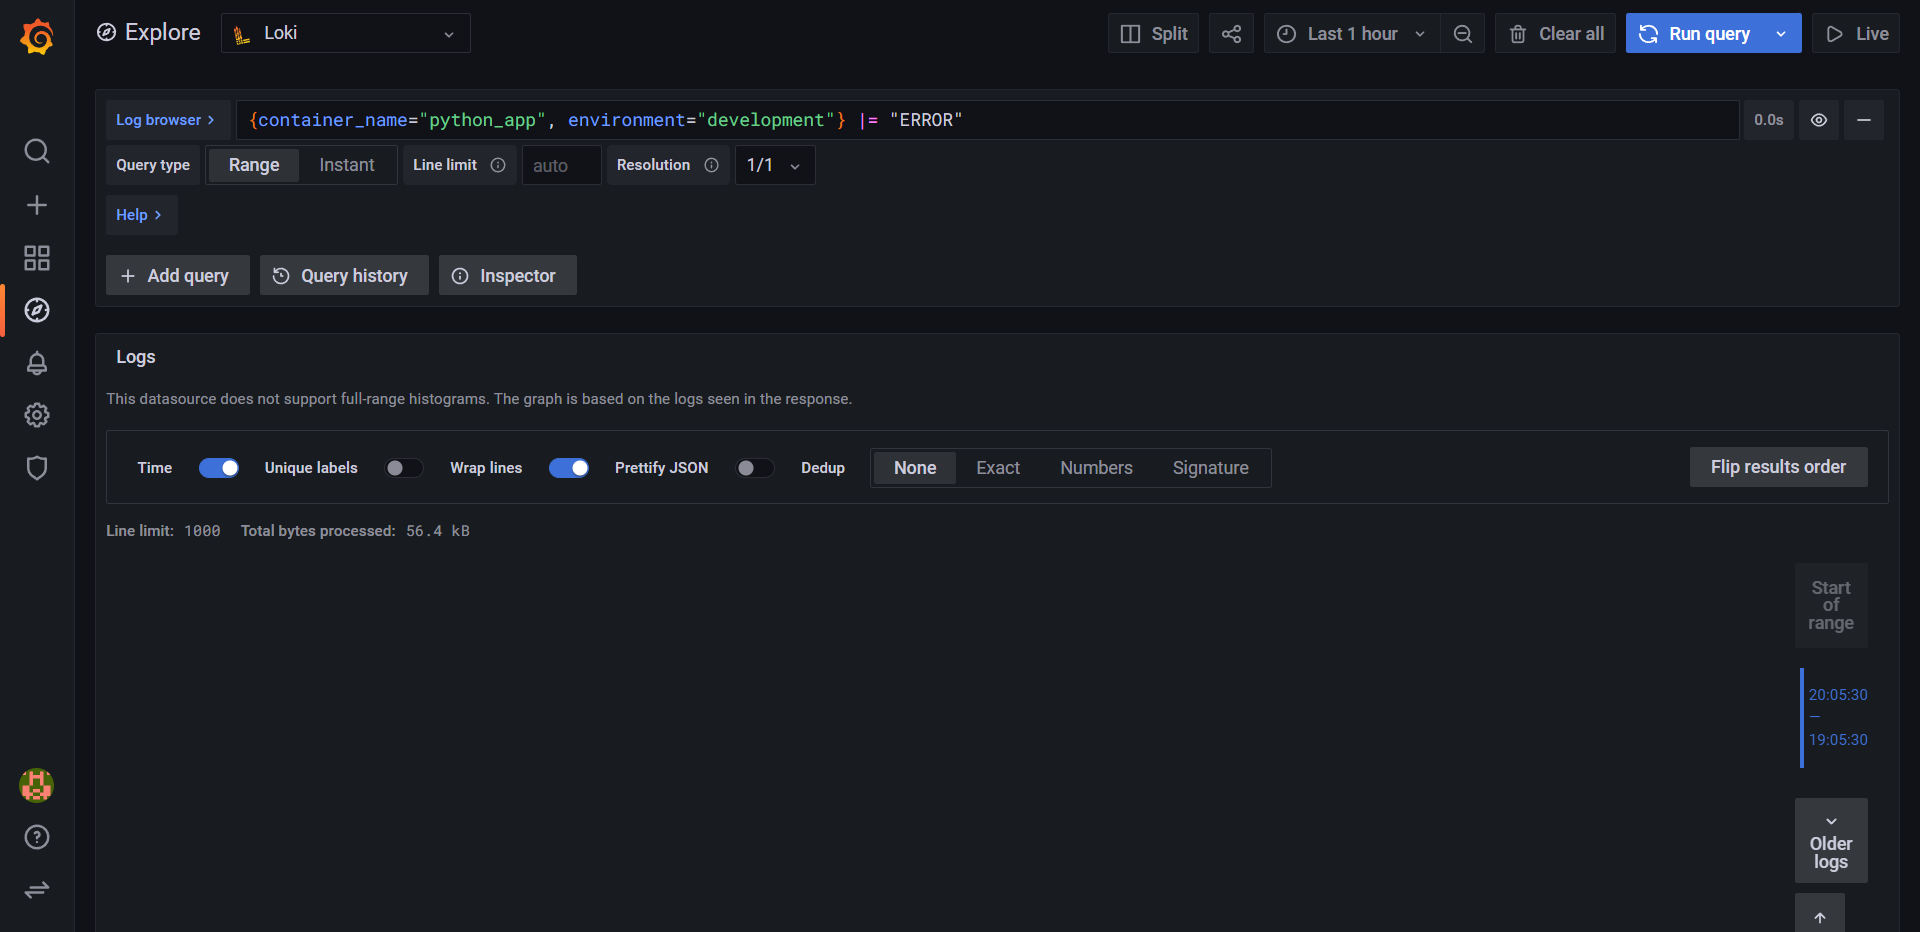 Explore Loki Split Last 1 hour Clear all Run query Live
Log browser > {container_name="python_app", environment="development"} |= "ERROR" 0.0s
Query type Range Instant Line limit auto Resolution 1/1
Help >
+ Add query Query history Inspector
Logs
This datasource does not support full-range histograms. The graph is based on the logs seen in the response.
Time Unique labels Wrap lines Prettify JSON Dedup None Exact Numbers Signature Flip results order
Line limit: 1000 Total bytes processed: 56.4 kB
Start
of
range
20:05:30
—
19:05:30
Older
logs